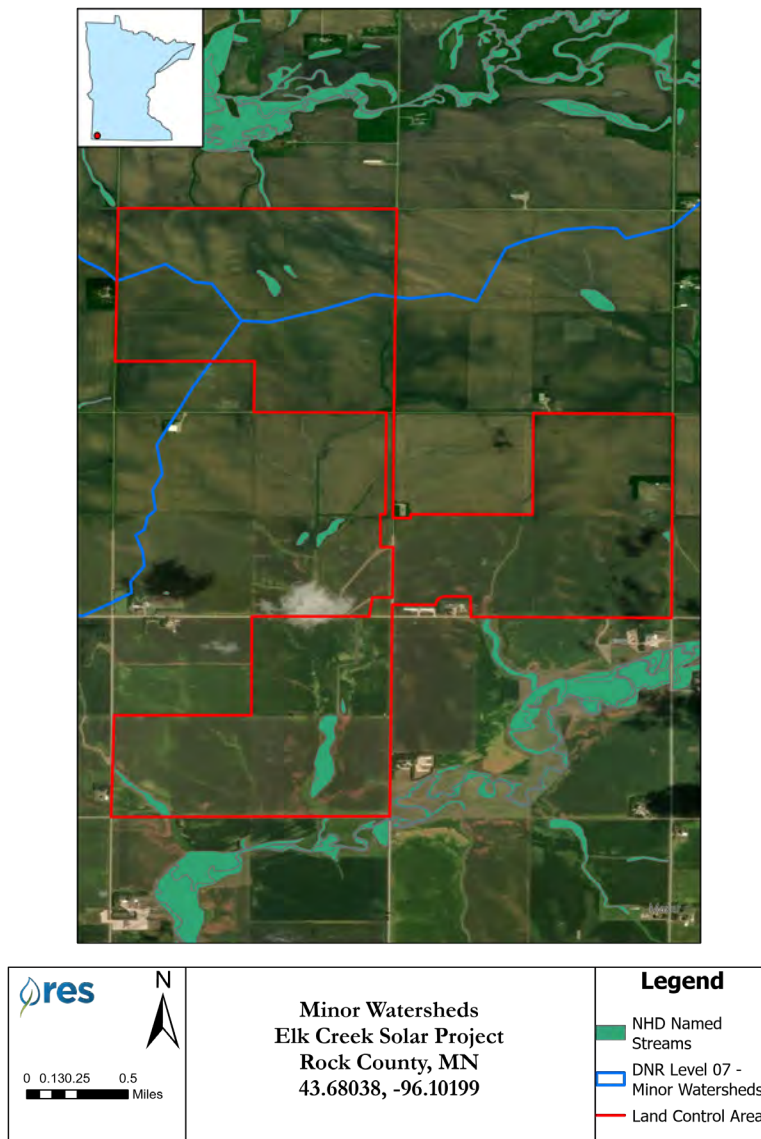 res
N
0 0.130.25 0.5
Miles
Minor Watersheds
Elk Creek Solar Project
Rock County, MN
43.68038, -96.10199
Legend
NHD Named
Streams
DNR Level 07 -
Minor Watersheds
Land Control Area